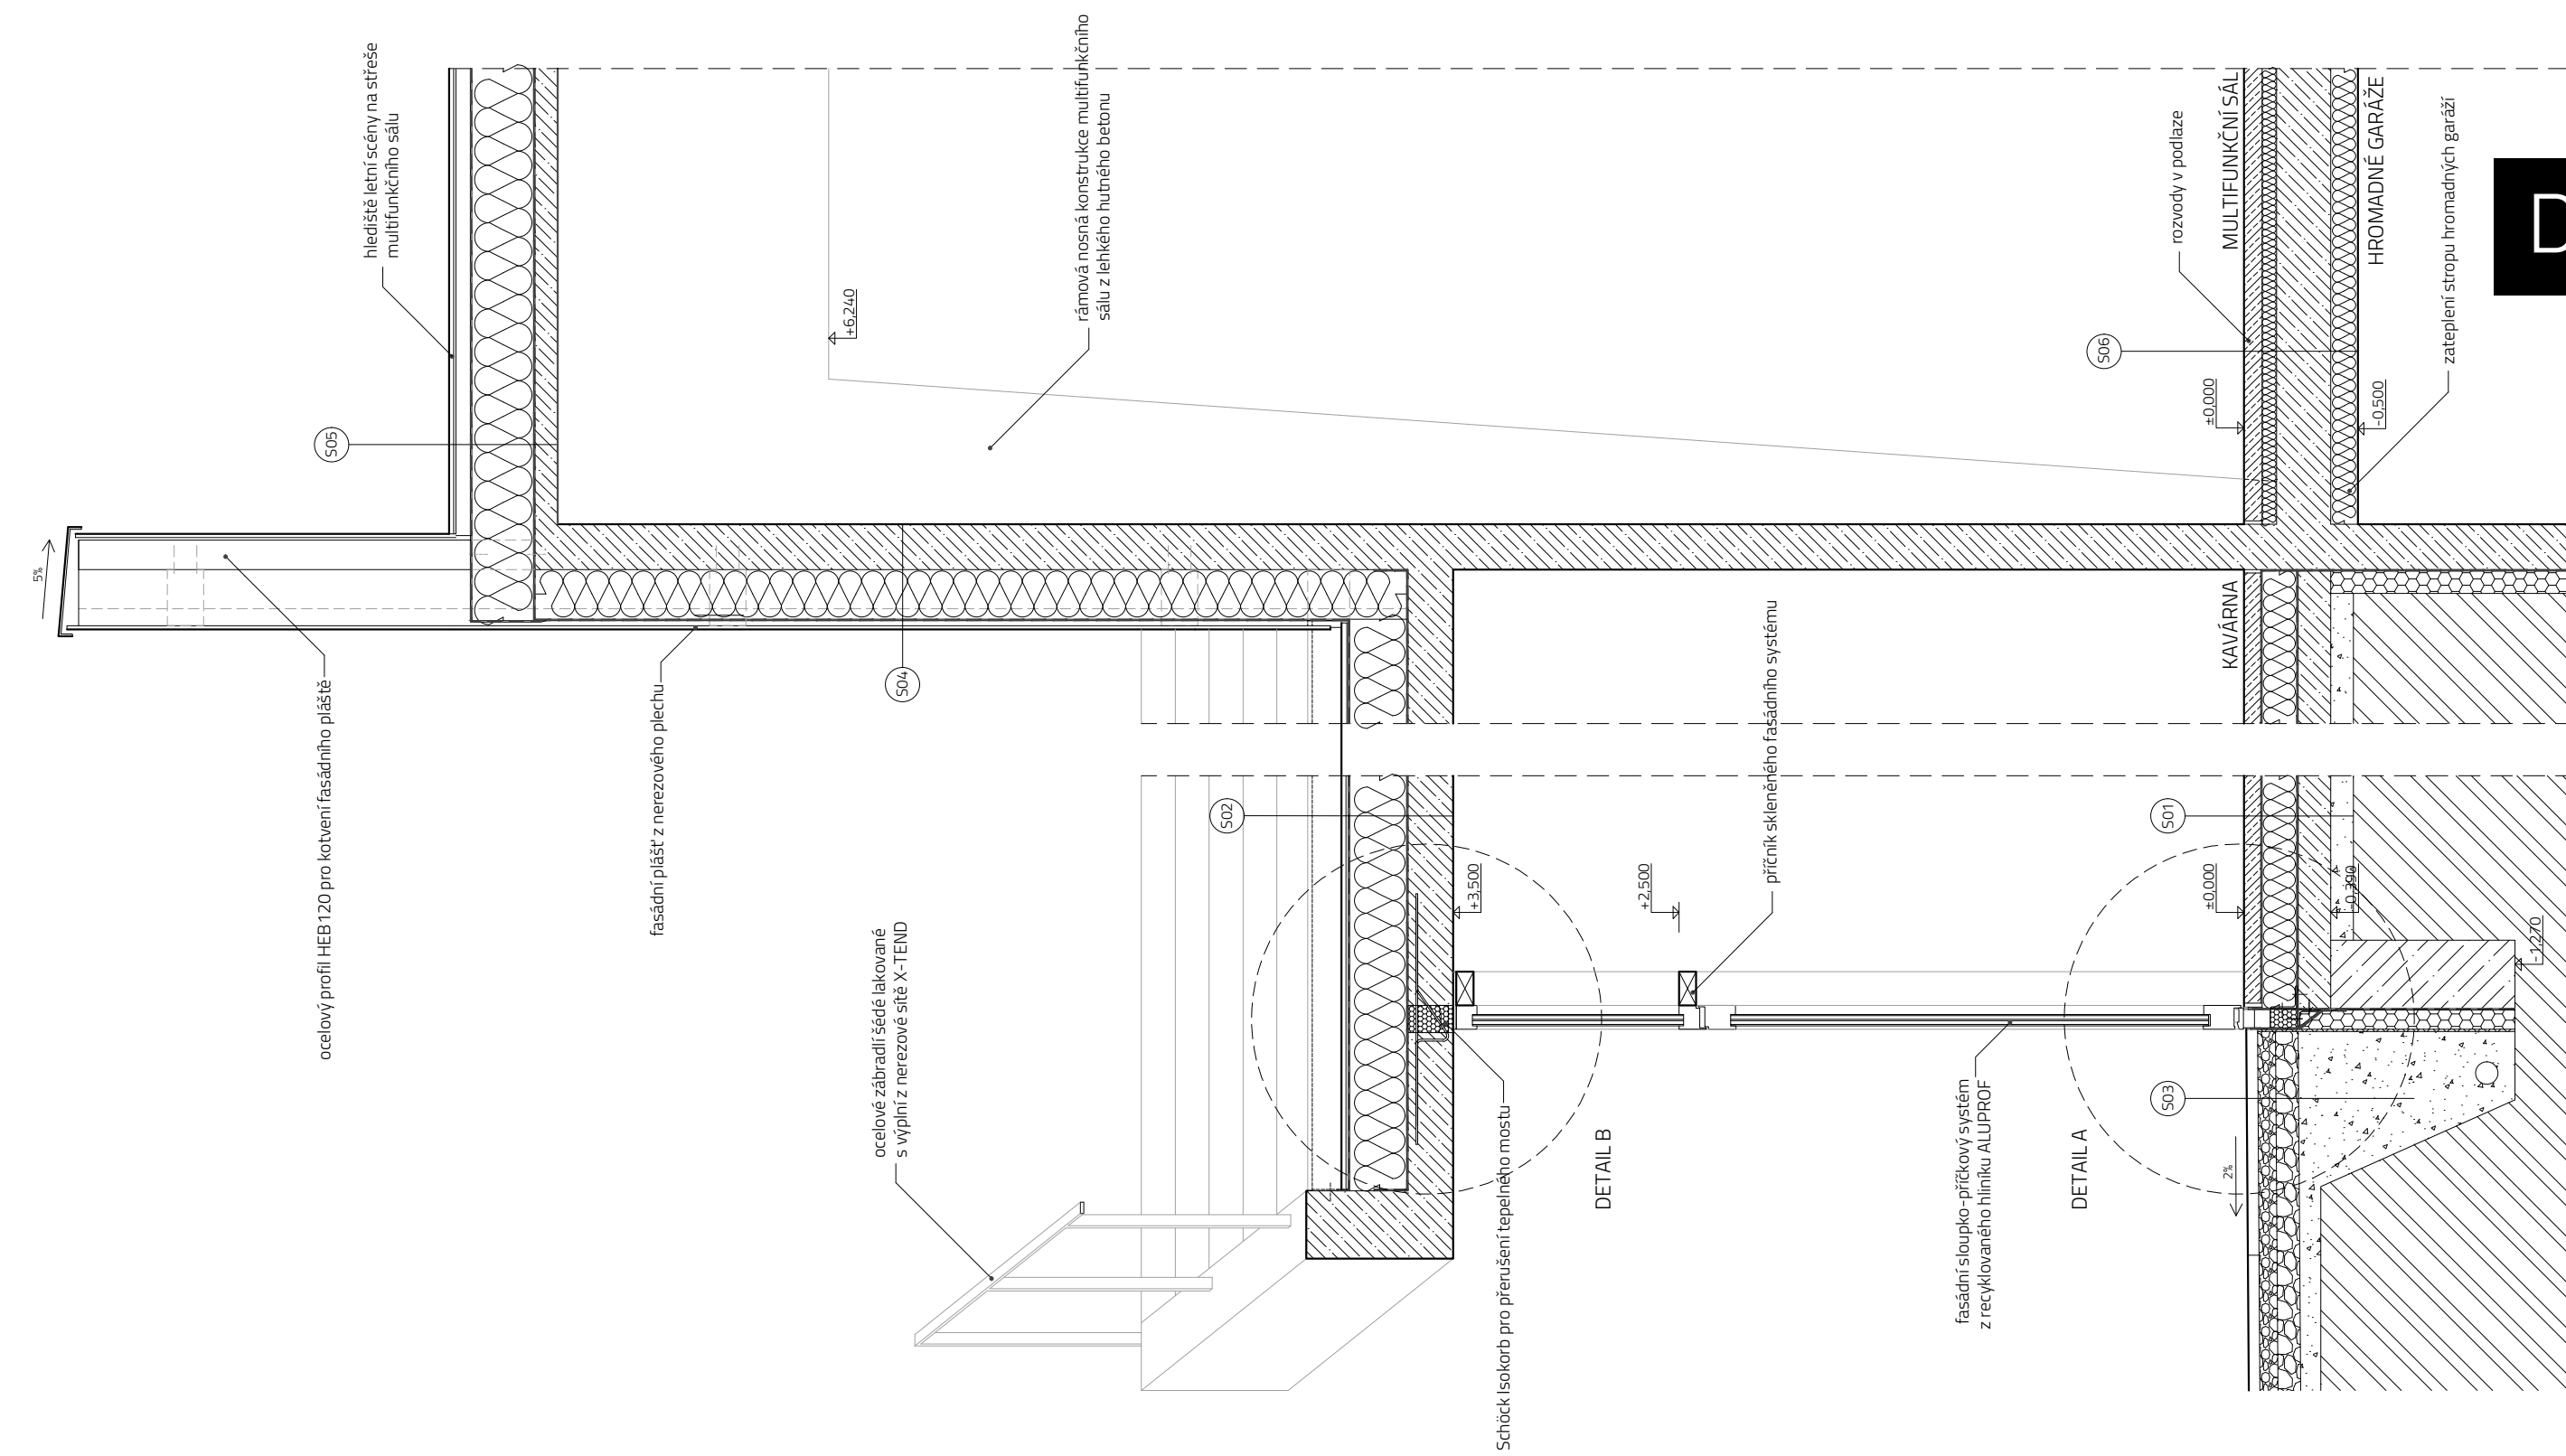 5%
ocelový profil HEB 120 pro kotvení fasádního pláště
S05
hlediště letní scény na střeše
multifunkčního sálu
fasádní plášť z nerezového plechu
ocelové zábradlí šédé lakované
s výplní z nerezové sítě X-TEND
S04
+6,240
rámová nosná konstrukce multifunkčního
sálu z lehkého hutného betonu
S02
+3,500
Schöck Isokorb pro přerušení tepelného mostu
DETAIL B
+2,500
příčník skleněného fasádního systému
fasádní sloupko-příčkový systém
z recyklovaného hliníku ALUPROF
DETAIL A
S06
rozvody v podlaze
S03
S01
±0,000
±0,000
2%
KAVÁRNA
MULTIFUNKČNÍ SÁL
-0,390
HROMADNÉ GARÁŽE
-0,500
zateplení stropu hromadných garáží
-1,270
D